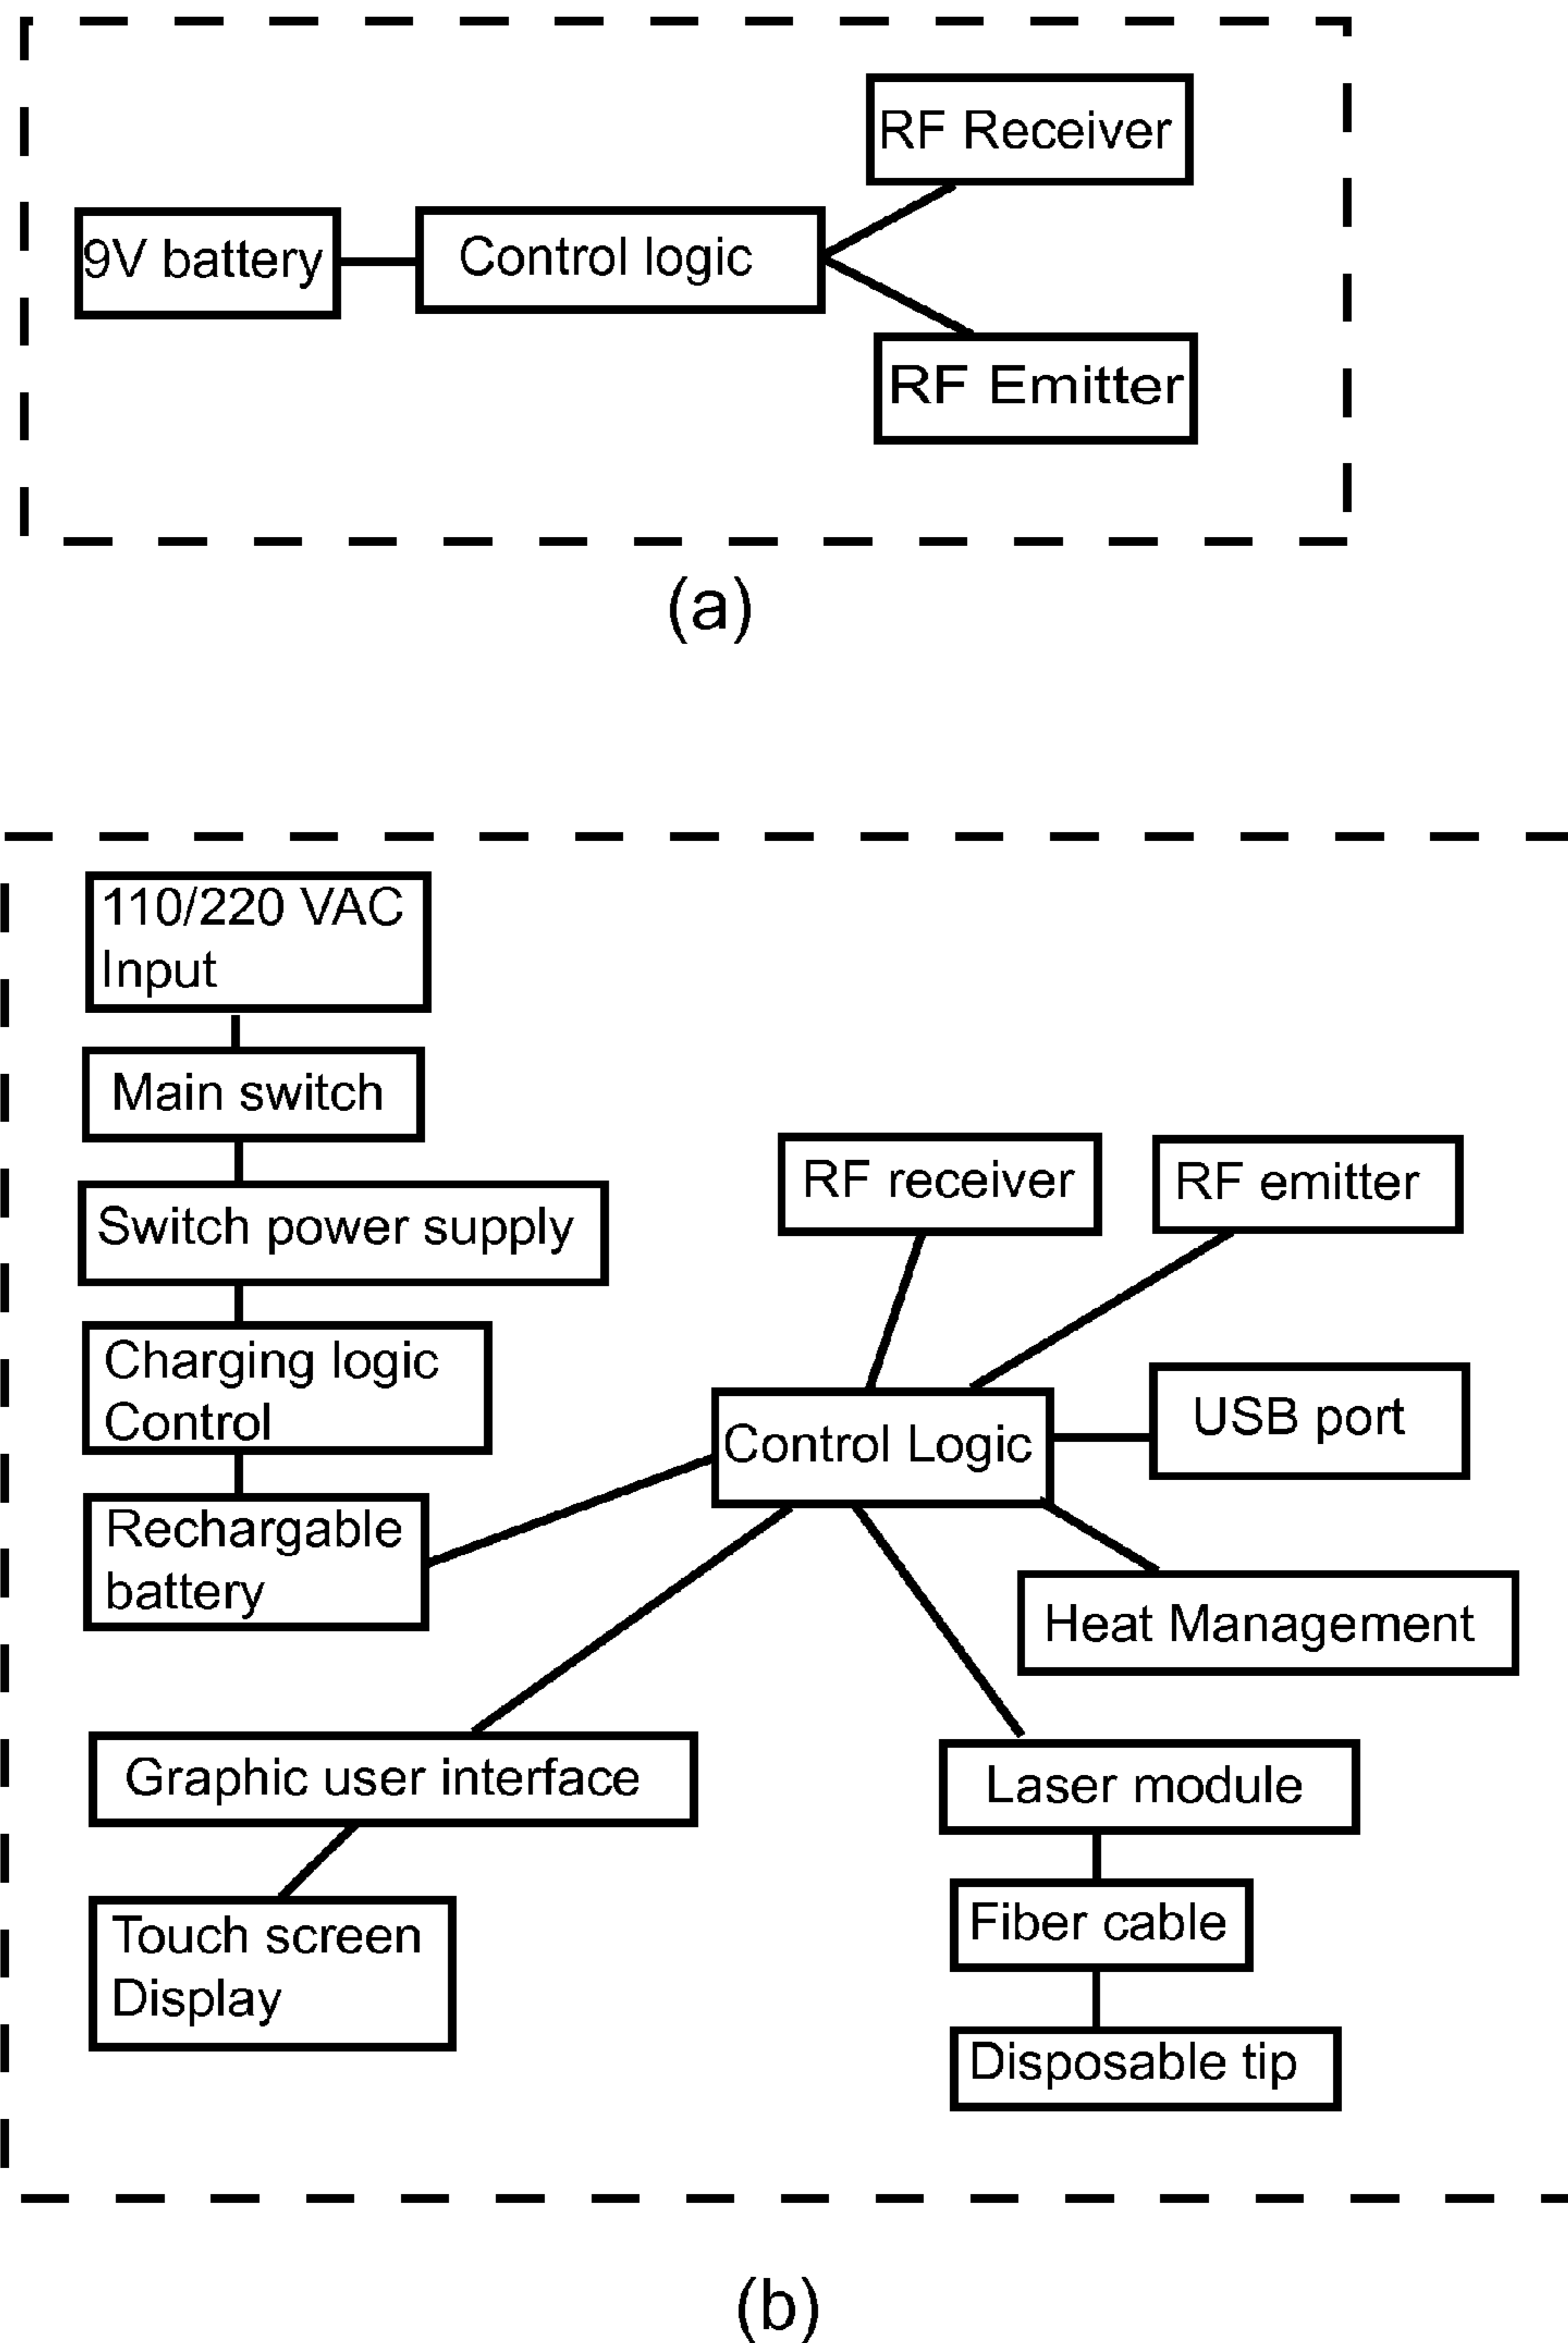 RF Receiver
9V battery
Control logic
RF Emitter
(a)
110/220 VAC
Input
Main switch
Switch power supply
Charging logic
Control
Rechargable
battery
RF receiver
RF emitter
Control Logic
USB port
Heat Management
Graphic user interface
Touch screen
Display
Laser module
Fiber cable
Disposable tip
(b)